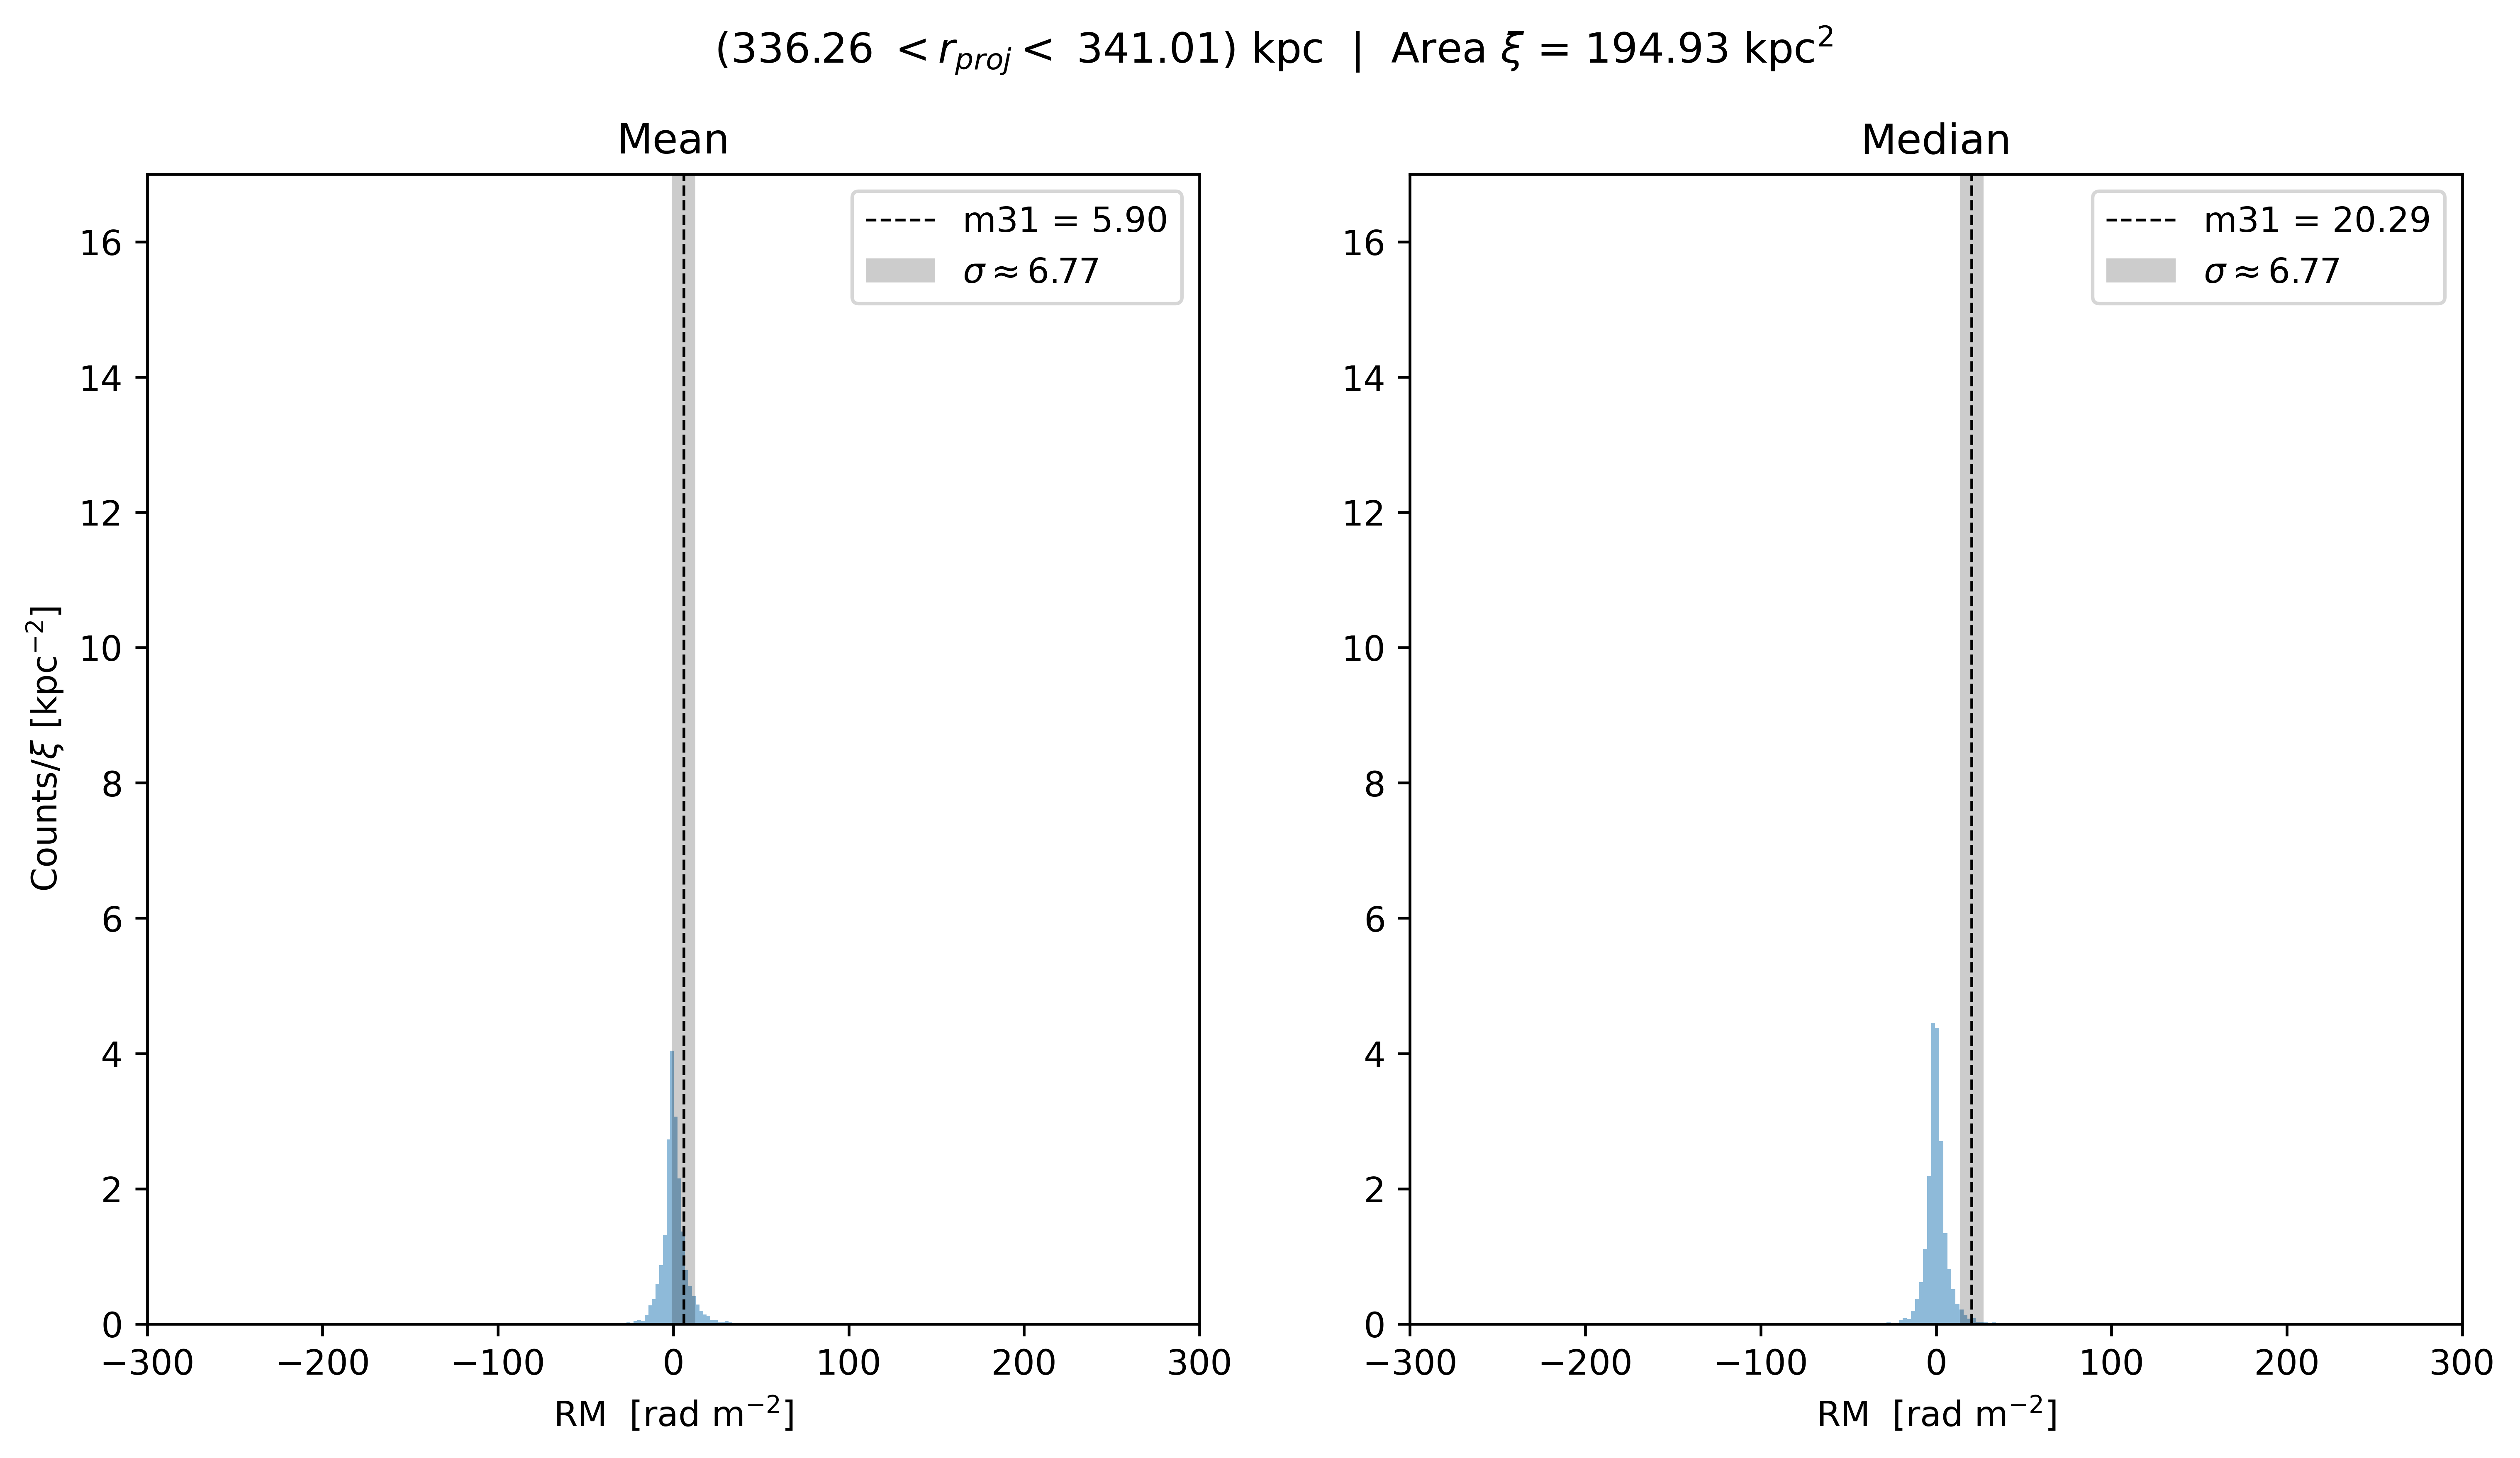 (336.26 < r_proj < 341.01) kpc | Area ξ = 194.93 kpc²
Mean
m31 = 5.90
σ ≈ 6.77
16
14
12
10
8
6
4
2
0
Counts/ξ [kpc⁻²]
−300 −200 −100 0 100 200 300
RM [rad m⁻²]
Median
m31 = 20.29
σ ≈ 6.77
16
14
12
10
8
6
4
2
0
−300 −200 −100 0 100 200 300
RM [rad m⁻²]